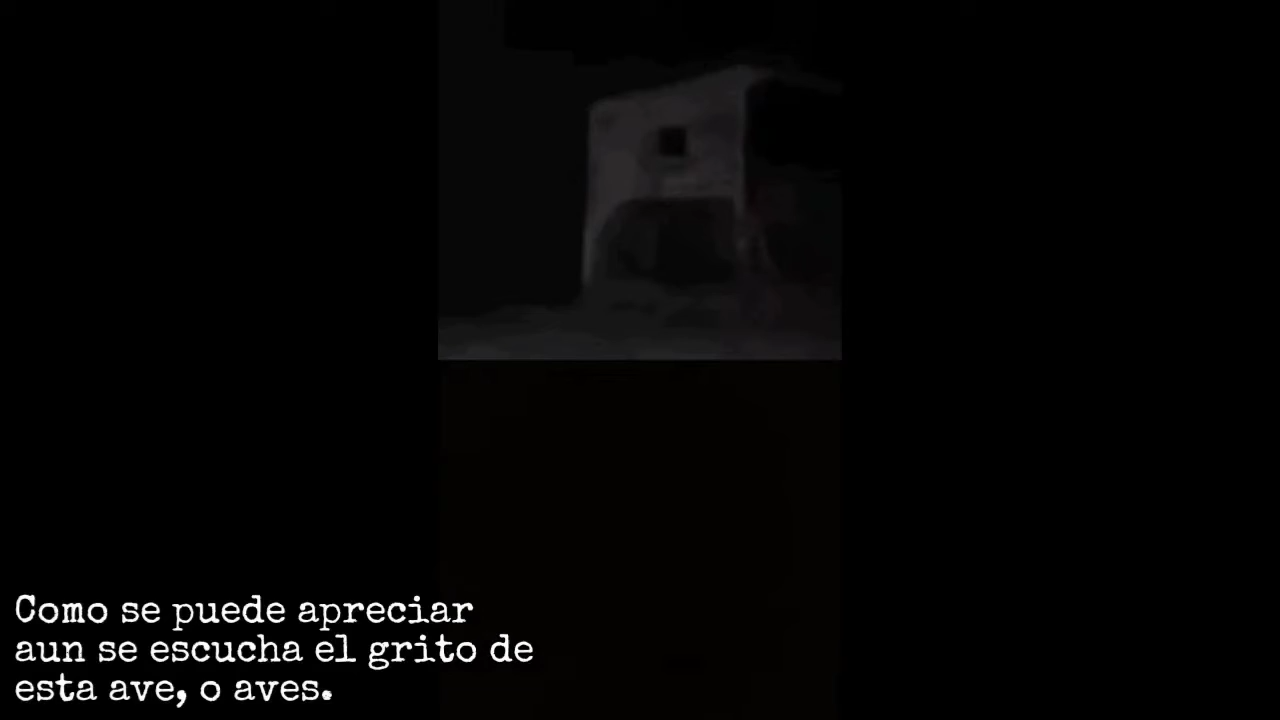 Como se puede apreciar
aun se escucha el grito de
esta ave, o aves.